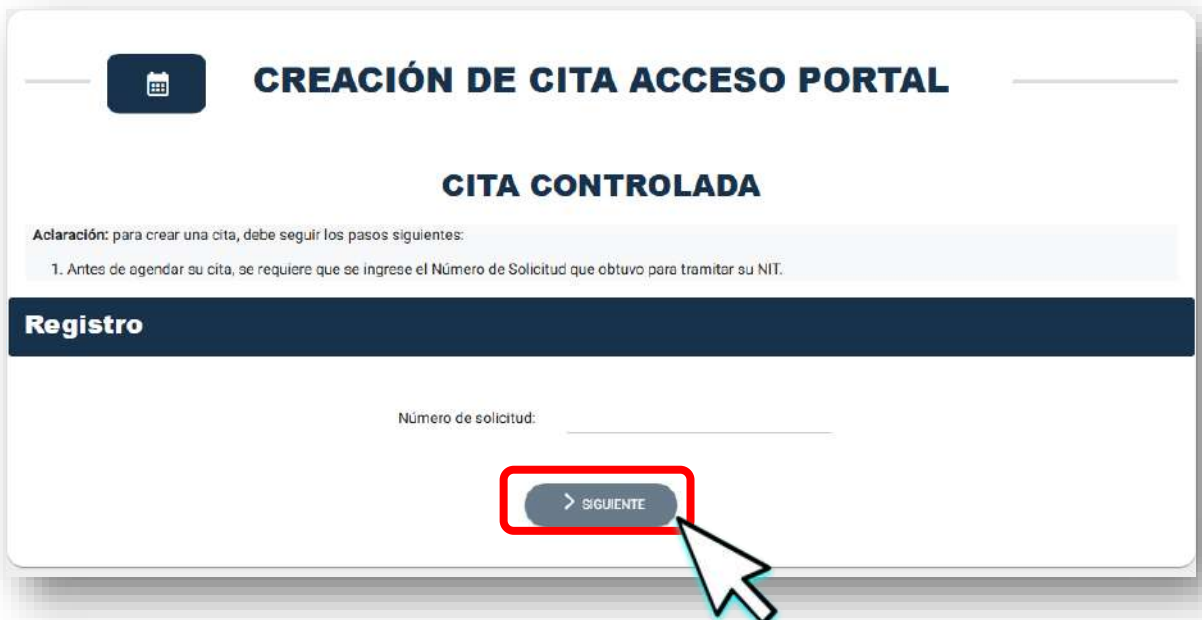 CREACIÓN DE CITA ACCESO PORTAL
CITA CONTROLADA
Aclaración: para crear una cita, debe seguir los pasos siguientes:
1. Antes de agendar su cita, se requiere que se ingrese el Número de Solicitud que obtuvo para tramitar su NIT.
Registro
Número de solicitud:
SIGUIENTE